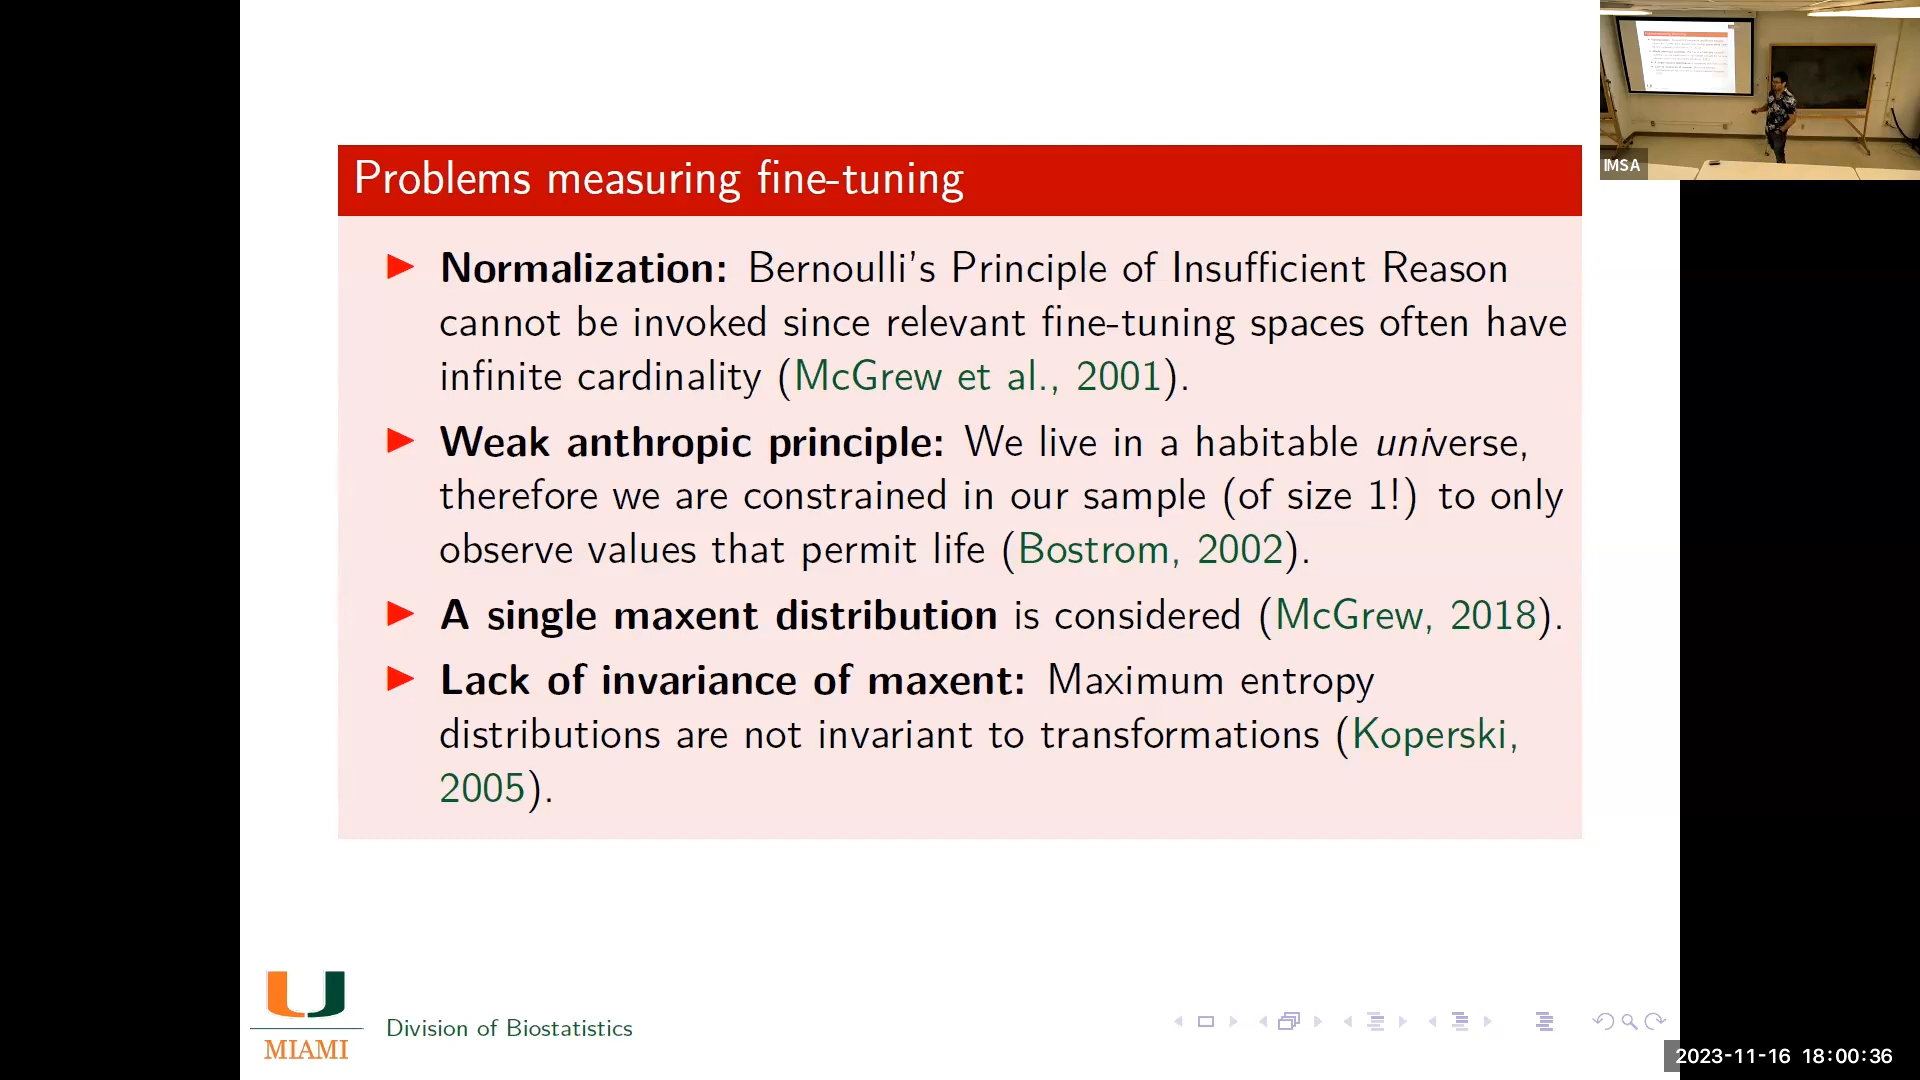 Problems measuring fine-tuning
Normalization: Bernoulli's Principle of Insufficient Reason
cannot be invoked since relevant fine-tuning spaces often have
infinite cardinality (McGrew et al., 2001).
Weak anthropic principle: We live in a habitable universe,
therefore we are constrained in our sample (of size 1!) to only
observe values that permit life (Bostrom, 2002).
A single maxent distribution is considered (McGrew, 2018).
Lack of invariance of maxent: Maximum entropy
distributions are not invariant to transformations (Koperski,
2005).
IMSA
MIAMI
Division of Biostatistics
2023-11-16 18:00:36